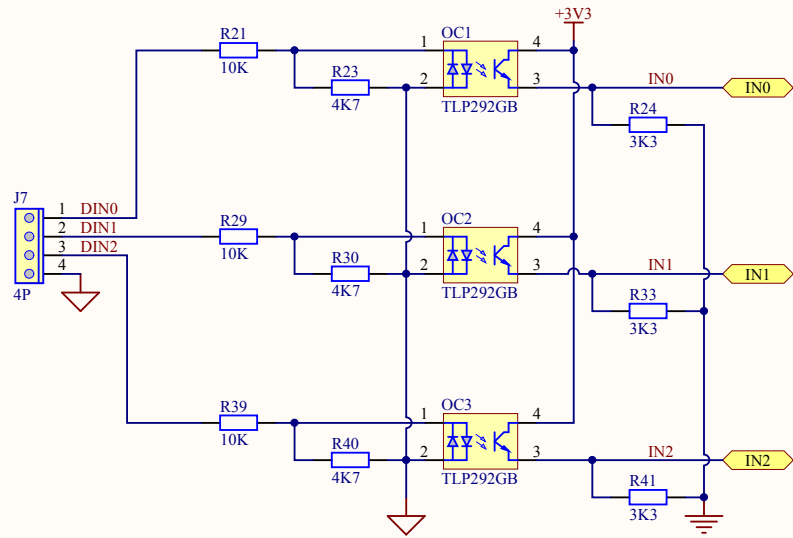 +3V3
R21
10K
R23
4K7
OC1
1
2
4
3
TLP292GB
IN0
IN0
R24
3K3
J7
1
DIN0
2
DIN1
3
DIN2
4
4P
R29
10K
R30
4K7
OC2
1
2
4
3
TLP292GB
IN1
IN1
R33
3K3
R39
10K
R40
4K7
OC3
1
2
4
3
TLP292GB
IN2
IN2
R41
3K3